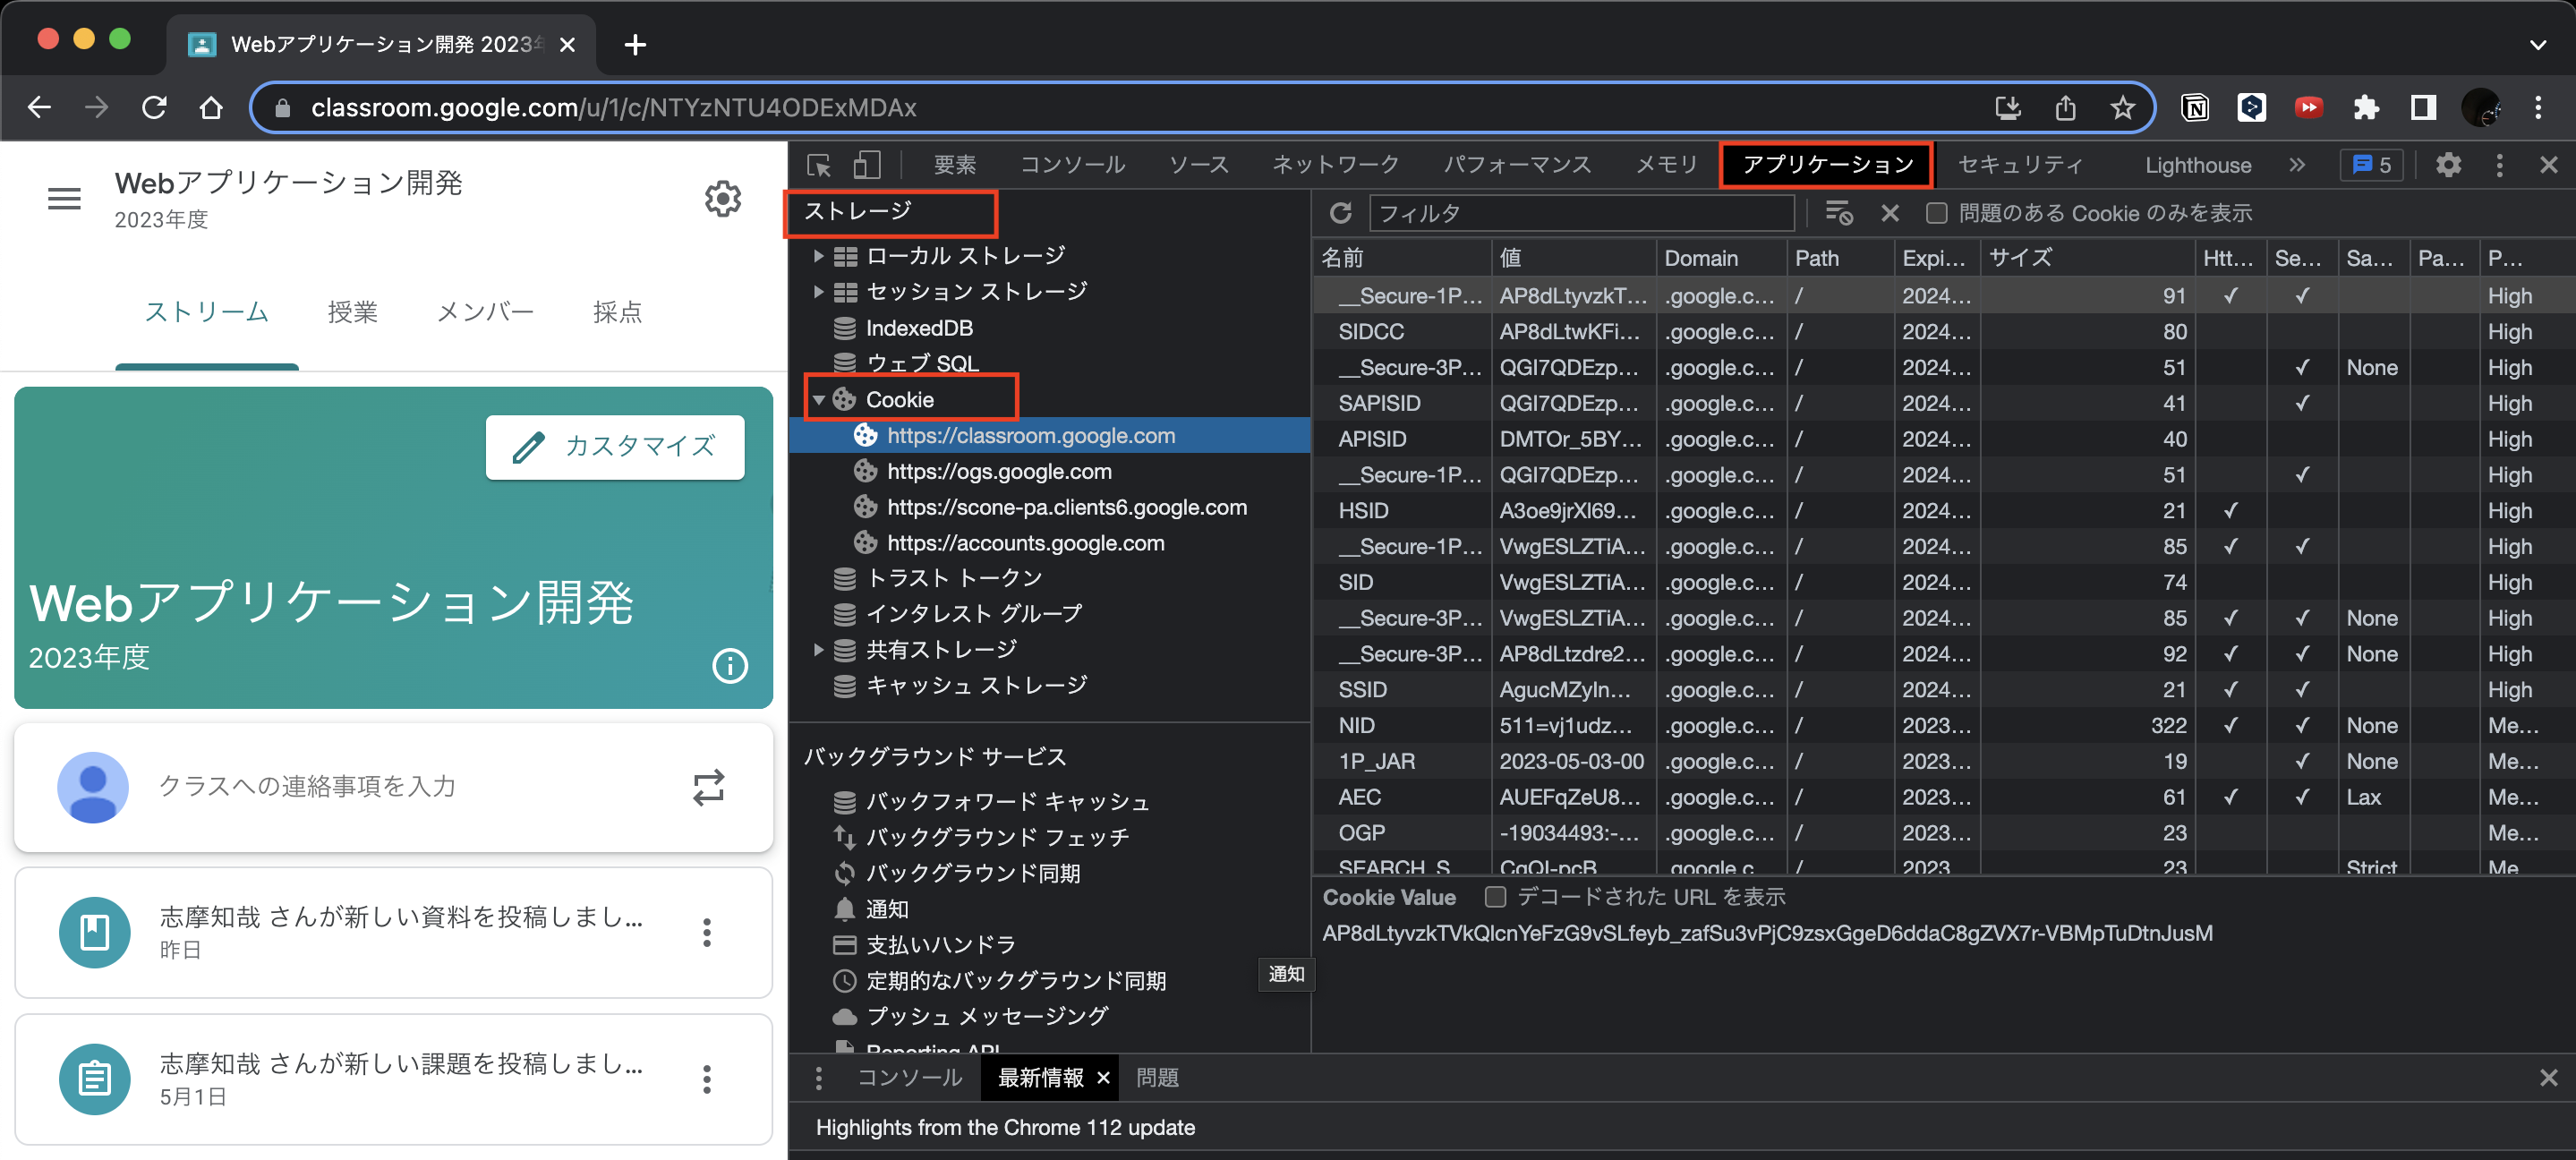 Webアプリケーション開発 2023年
classroom.google.com/u/1/c/NTYzNTU4ODExMDAx
Webアプリケーション開発
2023年度
ストリーム 授業 メンバー 採点
カスタマイズ
Webアプリケーション開発
2023年度
クラスへの連絡事項を入力
志摩知哉 さんが新しい資料を投稿しまし...
昨日
志摩知哉 さんが新しい課題を投稿しまし...
5月1日
要素 コンソール ソース ネットワーク パフォーマンス メモリ アプリケーション セキュリティ Lighthouse » 5
ストレージ
ローカル ストレージ
セッション ストレージ
IndexedDB
ウェブ SQL
Cookie
https://classroom.google.com
https://ogs.google.com
https://scone-pa.clients6.google.com
https://accounts.google.com
トラスト トークン
インタレスト グループ
共有ストレージ
キャッシュ ストレージ
バックグラウンド サービス
バックフォワード キャッシュ
バックグラウンド フェッチ
バックグラウンド同期
通知
支払いハンドラ
定期的なバックグラウンド同期
プッシュ メッセージング
Reporting API
通知
フィルタ 問題のある Cookie のみを表示
名前 値 Domain Path Expi... サイズ Htt... Se... Sa... Pa... P...
__Secure-1P... AP8dLtyvzkT... .google.c... / 2024... 91 ✓ ✓ High
SIDCC AP8dLtwKFi... .google.c... / 2024... 80 High
__Secure-3P... QGI7QDEzp... .google.c... / 2024... 51 ✓ None High
SAPISID QGI7QDEzp... .google.c... / 2024... 41 ✓ High
APISID DMTOr_5BY... .google.c... / 2024... 40 High
__Secure-1P... QGI7QDEzp... .google.c... / 2024... 51 ✓ High
HSID A3oe9jrXl69... .google.c... / 2024... 21 ✓ High
__Secure-1P... VwgESLZTiA... .google.c... / 2024... 85 ✓ ✓ High
SID VwgESLZTiA... .google.c... / 2024... 74 High
__Secure-3P... VwgESLZTiA... .google.c... / 2024... 85 ✓ ✓ None High
__Secure-3P... AP8dLtzdre2... .google.c... / 2024... 92 ✓ ✓ None High
SSID AgucMZyln... .google.c... / 2024... 21 ✓ ✓ High
NID 511=vj1udz... .google.c... / 2023... 322 ✓ ✓ None Me...
1P_JAR 2023-05-03-00 .google.c... / 2023... 19 ✓ None Me...
AEC AUEFqZeU8... .google.c... / 2023... 61 ✓ ✓ Lax Me...
OGP -19034493:-... .google.c... / 2023... 23 Me...
SEARCH_S... CgQI-pcB... .google.c... / 2023... 23 Strict Me...
Cookie Value デコードされた URL を表示
AP8dLtyvzkTVkQlcnYeFzG9vSLfeyb_zafSu3vPjC9zsxGgeD6ddaC8gZVX7r-VBMpTuDtnJusM
コンソール 最新情報 問題
Highlights from the Chrome 112 update